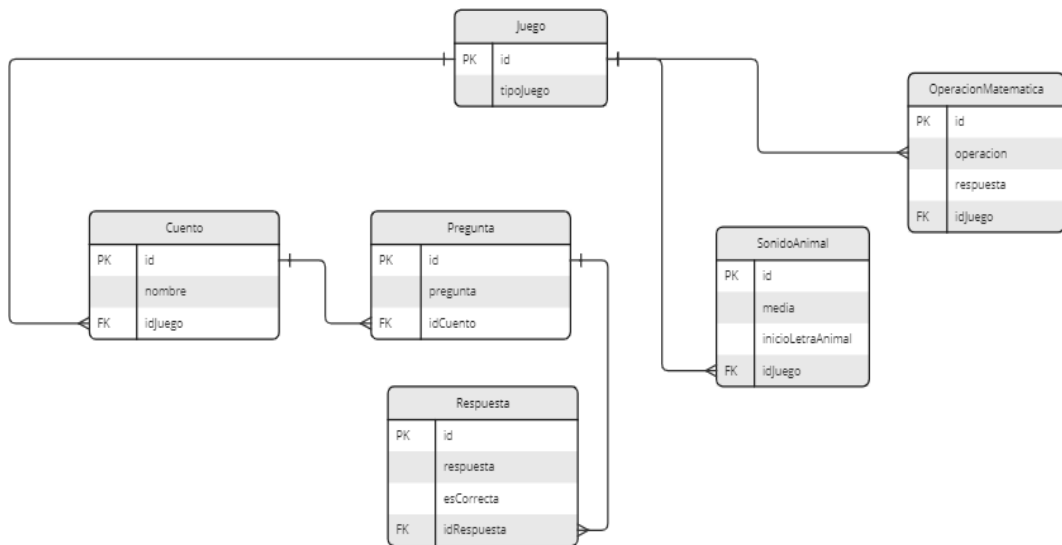 Juego
PK id
tipoJuego
OperacionMatematica
PK id
operacion
respuesta
FK idJuego
Cuento
PK id
nombre
FK idJuego
Pregunta
PK id
pregunta
FK idCuento
SonidoAnimal
PK id
media
inicioLetraAnimal
FK idJuego
Respuesta
PK id
respuesta
esCorrecta
FK idRespuesta